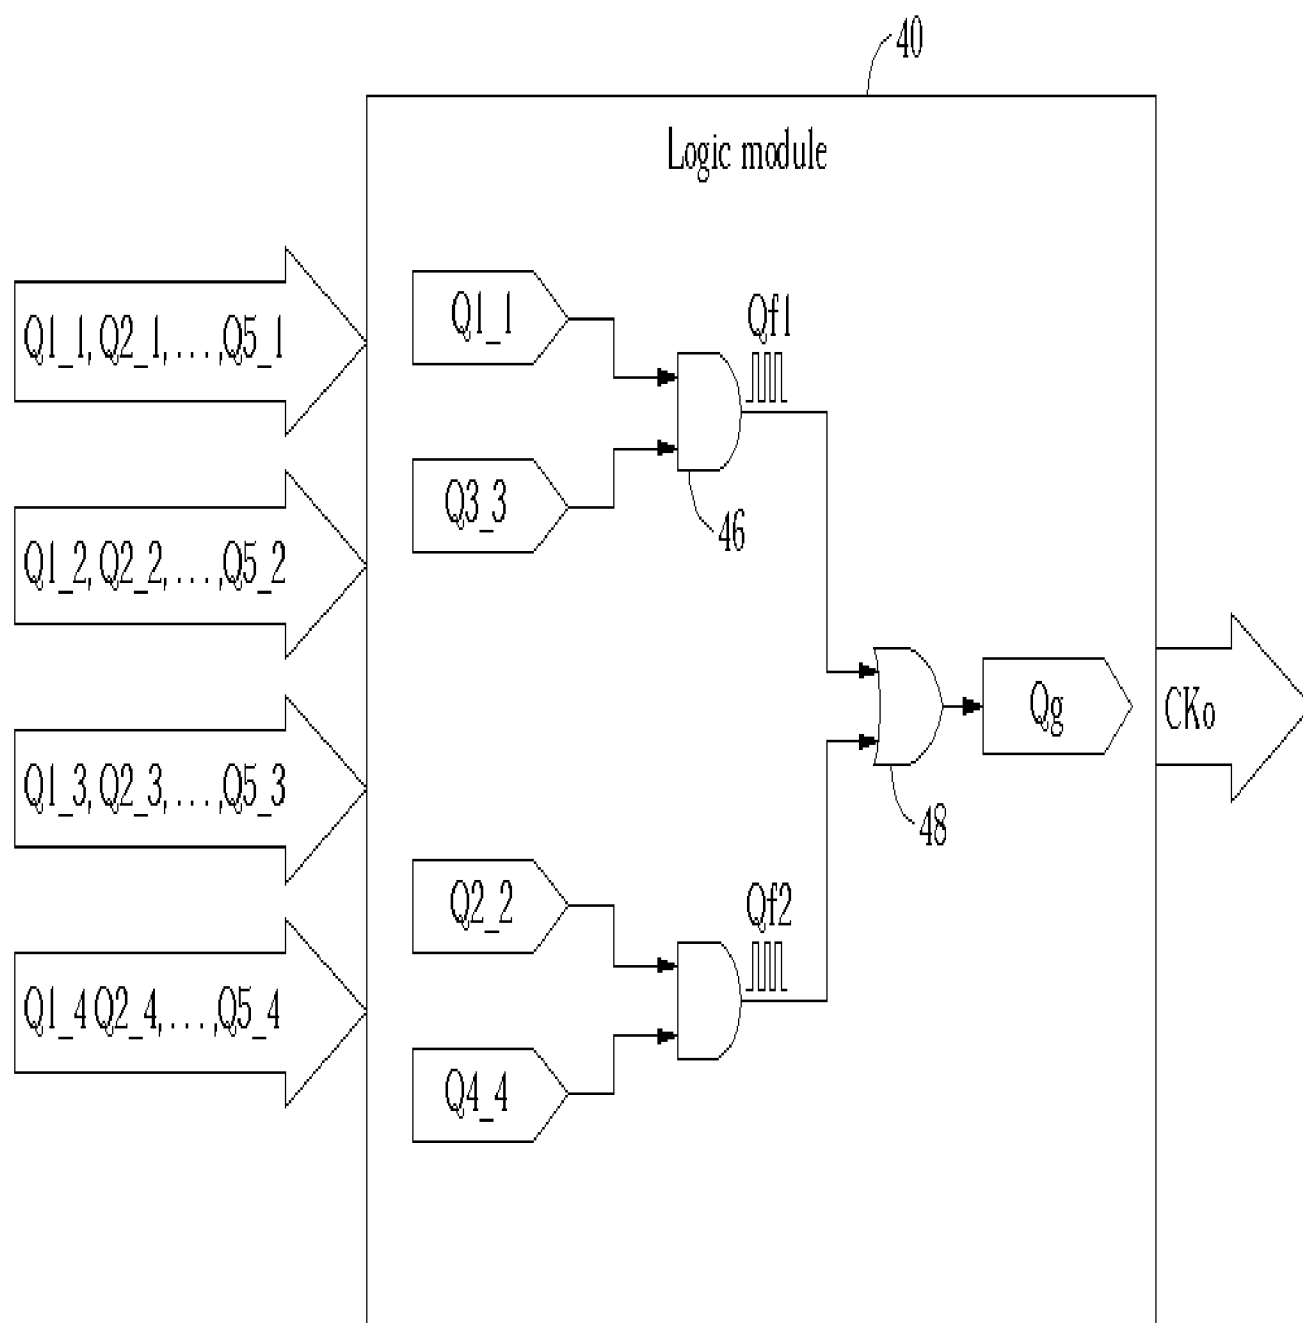 40
Logic module
Q1_1, Q2_1, . . . ,Q5_1
Q1_1
Qf1
Q3_3
46
Q1_2, Q2_2, . . . ,Q5_2
Qg
CKo
Q1_3, Q2_3, . . . ,Q5_3
48
Q2_2
Qf2
Q1_4 Q2_4, . . . ,Q5_4
Q4_4